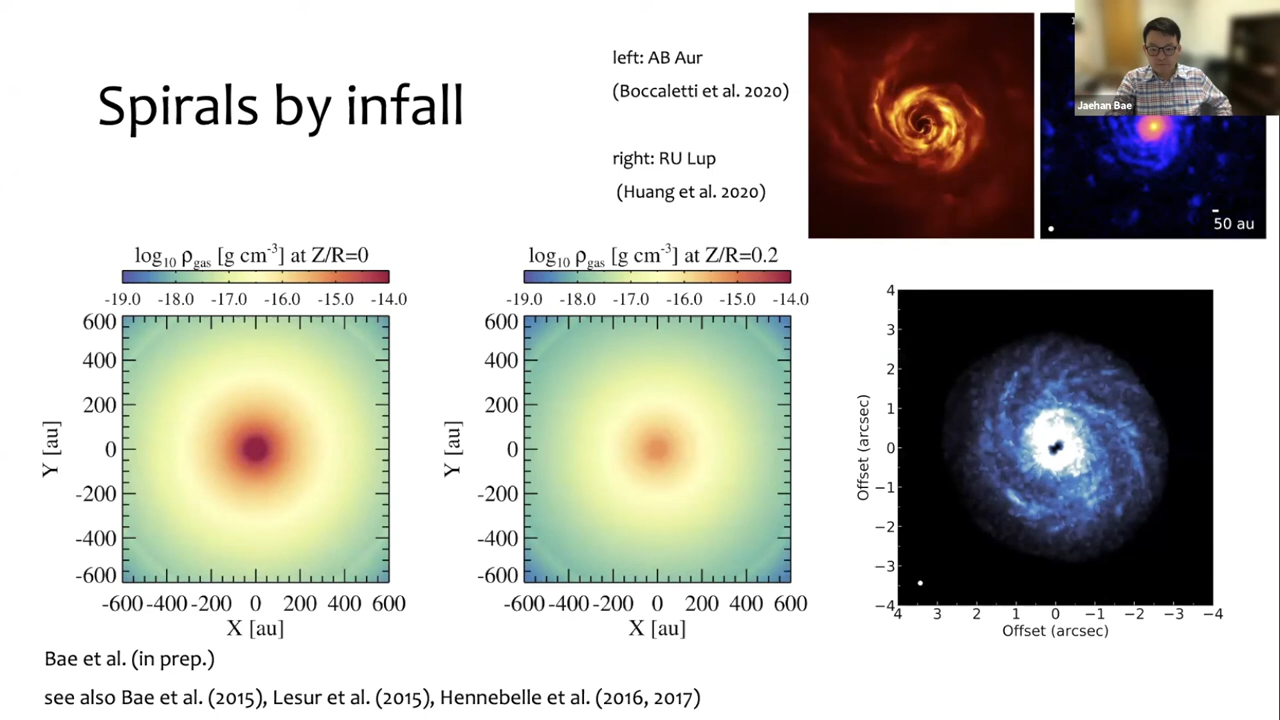 Spirals by infall
left: AB Aur
(Boccaletti et al. 2020)
right: RU Lup
(Huang et al. 2020)
Jaehan Bae
50 au
log10 ρgas [g cm-3] at Z/R=0
-19.0 -18.0 -17.0 -16.0 -15.0 -14.0
600
400
200
0
-200
-400
-600
Y [au]
-600 -400 -200 0 200 400 600
X [au]
log10 ρgas [g cm-3] at Z/R=0.2
-19.0 -18.0 -17.0 -16.0 -15.0 -14.0
600
400
200
0
-200
-400
-600
Y [au]
-600 -400 -200 0 200 400 600
X [au]
4
3
2
1
0
−1
−2
−3
−4
Offset (arcsec)
4 3 2 1 0 −1 −2 −3 −4
Offset (arcsec)
Bae et al. (in prep.)
see also Bae et al. (2015), Lesur et al. (2015), Hennebelle et al. (2016, 2017)